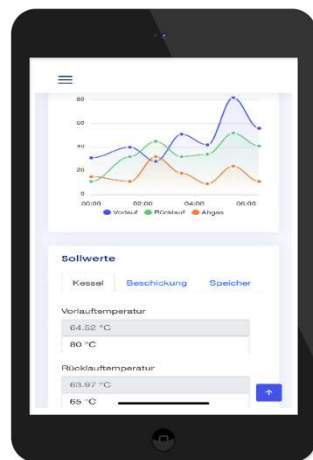 80
60
40
20
0
00:00 02:00 04:00 06:00
Vorlauf Rücklauf Abgas
Sollwerte
Kessel Beschickung Speicher
Vorlauftemperatur
64.52 °C
80 °C
Rücklauftemperatur
63.97 °C
65 °C